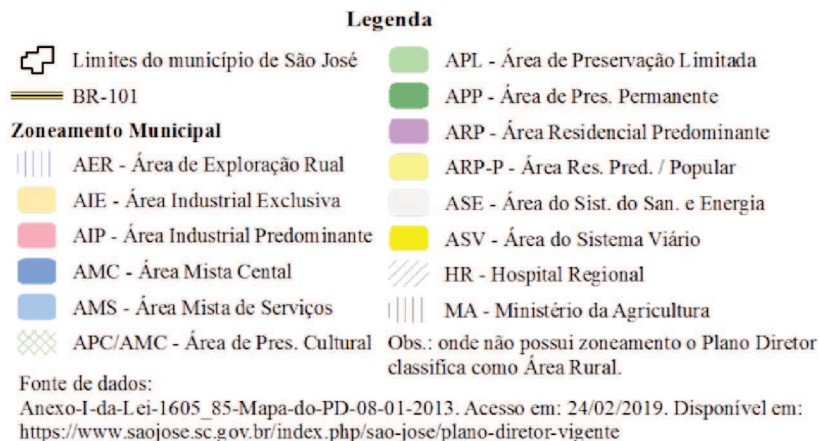 Legenda
Limites do município de São José
BR-101
Zoneamento Municipal
AER - Área de Exploração Rual
AIE - Área Industrial Exclusiva
AIP - Área Industrial Predominante
AMC - Área Mista Cental
AMS - Área Mista de Serviços
APC/AMC - Área de Pres. Cultural
APL - Área de Preservação Limitada
APP - Área de Pres. Permanente
ARP - Área Residencial Predominante
ARP-P - Área Res. Pred. / Popular
ASE - Área do Sist. do San. e Energia
ASV - Área do Sistema Viário
HR - Hospital Regional
MA - Ministério da Agricultura
Obs.: onde não possui zoneamento o Plano Diretor
classifica como Área Rural.
Fonte de dados:
Anexo-I-da-Lei-1605_85-Mapa-do-PD-08-01-2013. Acesso em: 24/02/2019. Disponível em:
https://www.saojose.sc.gov.br/index.php/sao-jose/plano-diretor-vigente